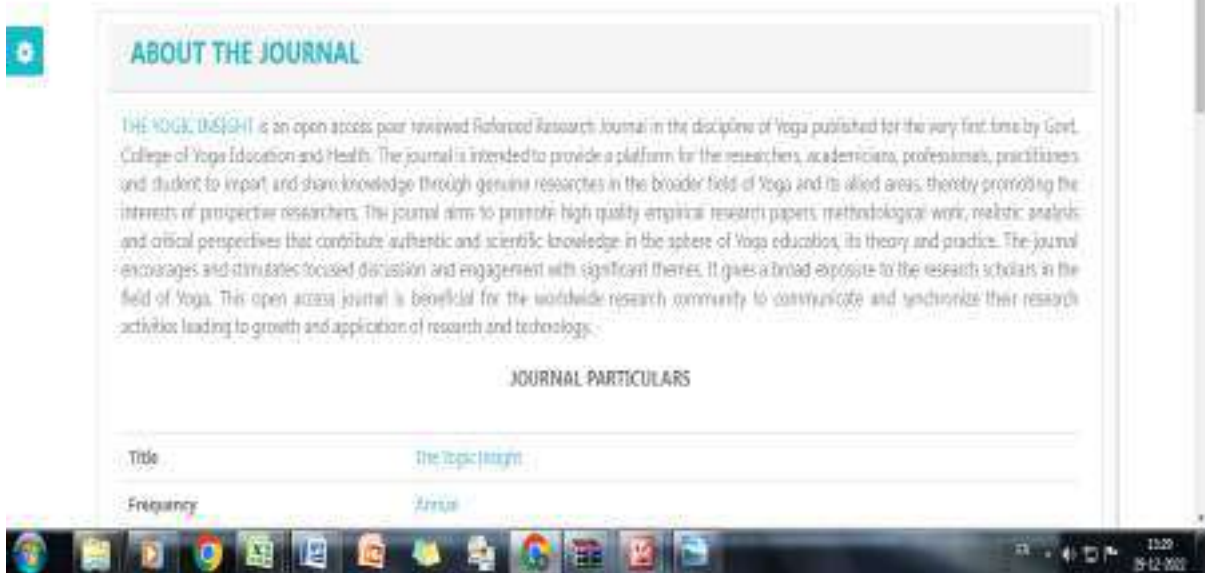 ABOUT THE JOURNAL
THE YOGIC INSIGHT is an open access peer reviewed Refereed Research Journal in the discipline of Yoga published for the very first time by Govt.
College of Yoga Education and Health. The journal is intended to provide a platform for the researchers, academicians, professionals, practitioners
and student to impart and share knowledge through genuine researches in the broader field of Yoga and its allied areas, thereby promoting the
interests of prospective researchers. The journal aims to promote high quality empirical research papers, methodological work, realistic analysis
and critical perspectives that contribute authentic and scientific knowledge in the sphere of Yoga education, its theory and practice. The journal
encourages and stimulates focused discussion and engagement with significant themes. It gives a broad exposure to the research scholars in the
field of Yoga. This open access journal is beneficial for the worldwide research community to communicate and synchronize their research
activities leading to growth and application of research and technology.
JOURNAL PARTICULARS
Title The Yogic Insight
Frequency Annual
13:29
29-12-2022